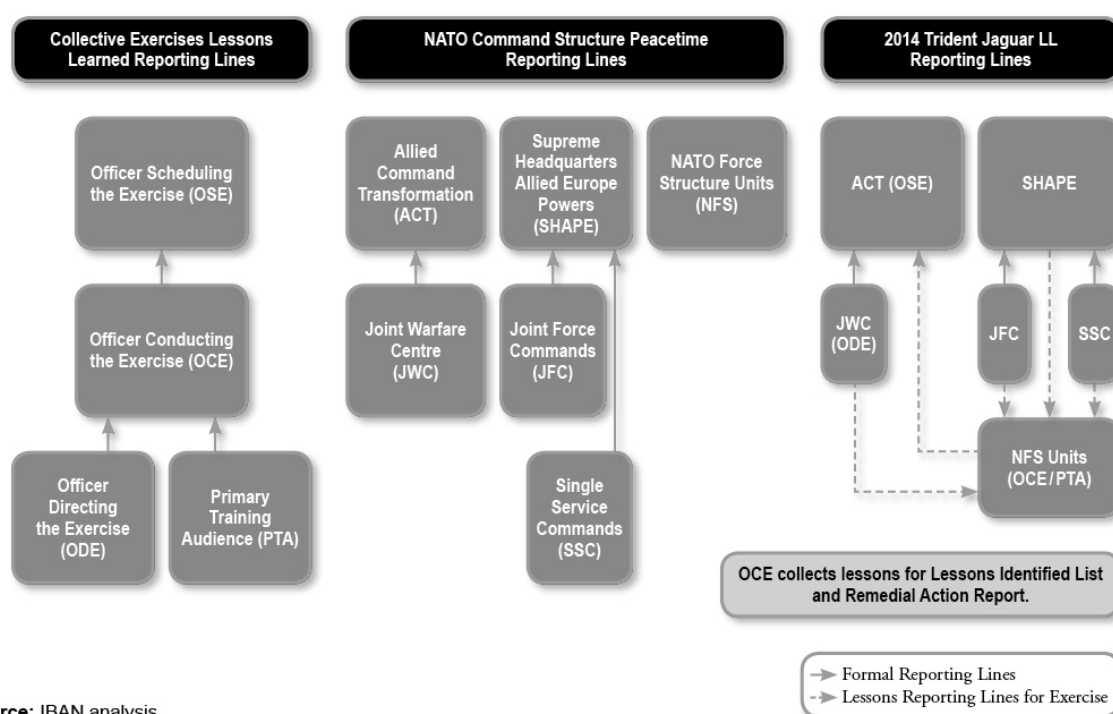 Collective Exercises Lessons
Learned Reporting Lines
NATO Command Structure Peacetime
Reporting Lines
2014 Trident Jaguar LL
Reporting Lines
Officer Scheduling
the Exercise (OSE)
Officer Conducting
the Exercise (OCE)
Officer
Directing
the Exercise
(ODE)
Primary
Training
Audience (PTA)
Allied
Command
Transformation
(ACT)
Supreme
Headquarters
Allied Europe
Powers
(SHAPE)
NATO Force
Structure Units
(NFS)
Joint Warfare
Centre
(JWC)
Joint Force
Commands
(JFC)
Single
Service
Commands
(SSC)
ACT (OSE)
SHAPE
JWC
(ODE)
JFC
SSC
NFS Units
(OCE/PTA)
OCE collects lessons for Lessons Identified List
and Remedial Action Report.
Formal Reporting Lines
Lessons Reporting Lines for Exercise
rce: IBAN analysis